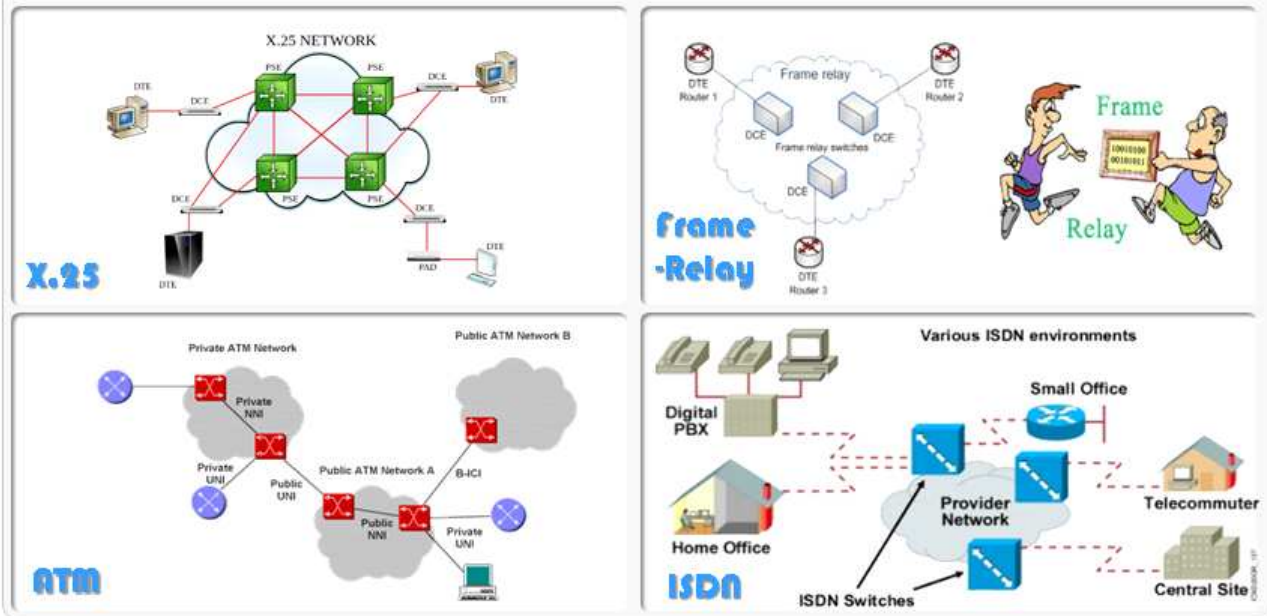 X.25 NETWORK
PSE
PSE
DCE
DTE
DCE
DTE
DCE
PSE
PSE
DCE
DTE
PAD
DTE
X.25
DTE
Router 1
Frame relay
DTE
Router 2
DCE
DCE
Frame relay switches
DCE
DTE
Router 3
Frame
10010100
00101011
Relay
Frame
-Relay
Private ATM Network
Public ATM Network B
Private
NNI
Private
UNI
Public
UNI
Public ATM Network A
B-ICI
Public
NNI
Private
UNI
ATM
Various ISDN environments
Digital
PBX
Small Office
Home Office
Provider
Network
Telecommuter
ISDN Switches
Central Site
ISDN